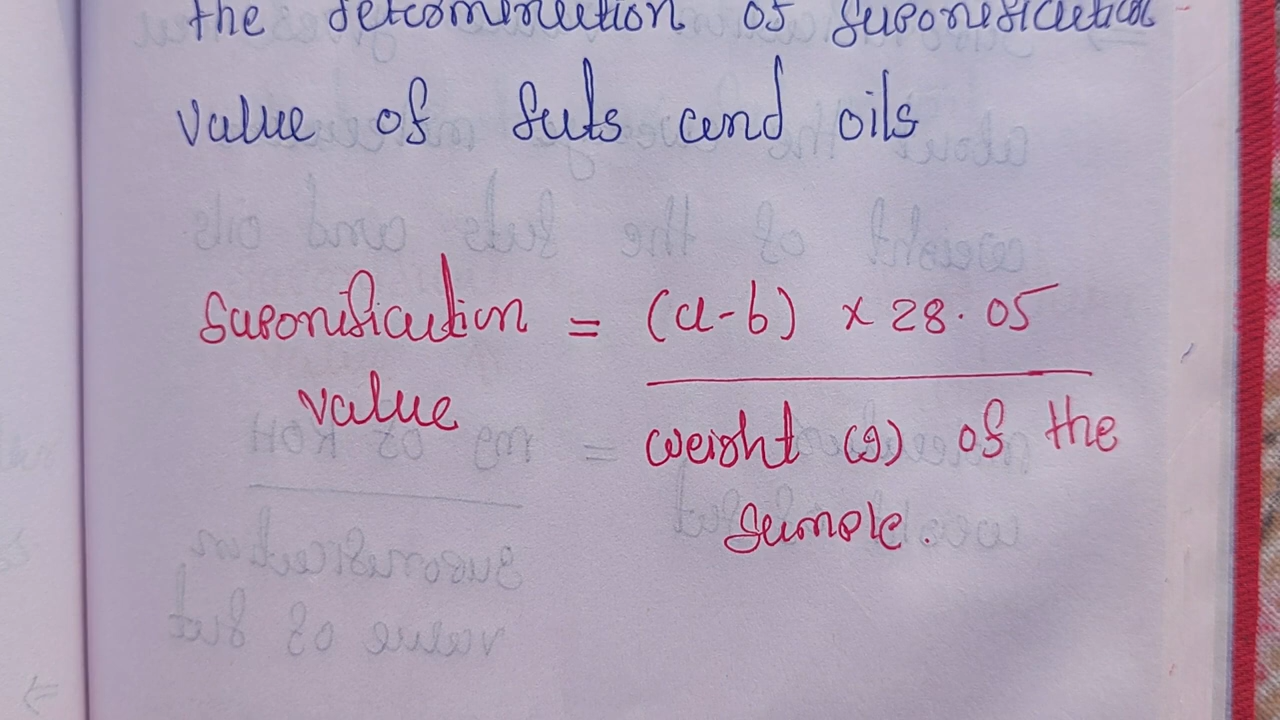 the determination of saponification
value of fats and oils
Saponification = (a-b) × 28.05
value
weight (g) of the
sample.